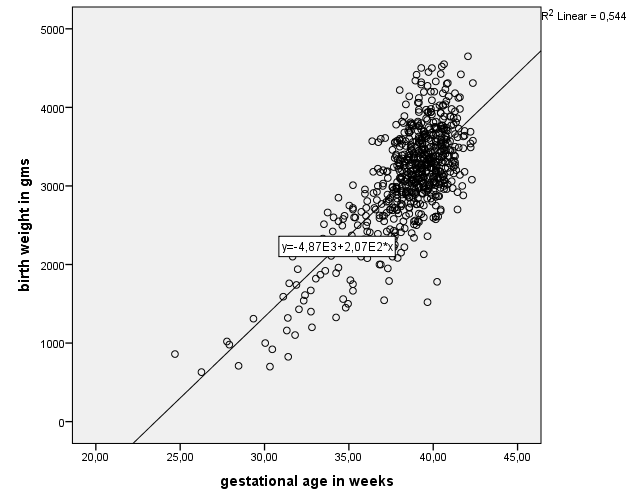 R2 Linear = 0,544
5000
4000
3000
2000
1000
0
birth weight in gms
y=-4,87E3+2,07E2*x
20,00 25,00 30,00 35,00 40,00 45,00
gestational age in weeks